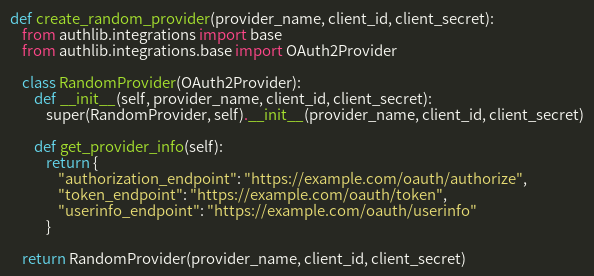 def create_random_provider(provider_name, client_id, client_secret):
from authlib.integrations import base
from authlib.integrations.base import OAuth2Provider
class RandomProvider(OAuth2Provider):
def __init__(self, provider_name, client_id, client_secret):
super(RandomProvider, self).__init__(provider_name, client_id, client_secret)
def get_provider_info(self):
return {
"authorization_endpoint": "https://example.com/oauth/authorize",
"token_endpoint": "https://example.com/oauth/token",
"userinfo_endpoint": "https://example.com/oauth/userinfo"
}
return RandomProvider(provider_name, client_id, client_secret)